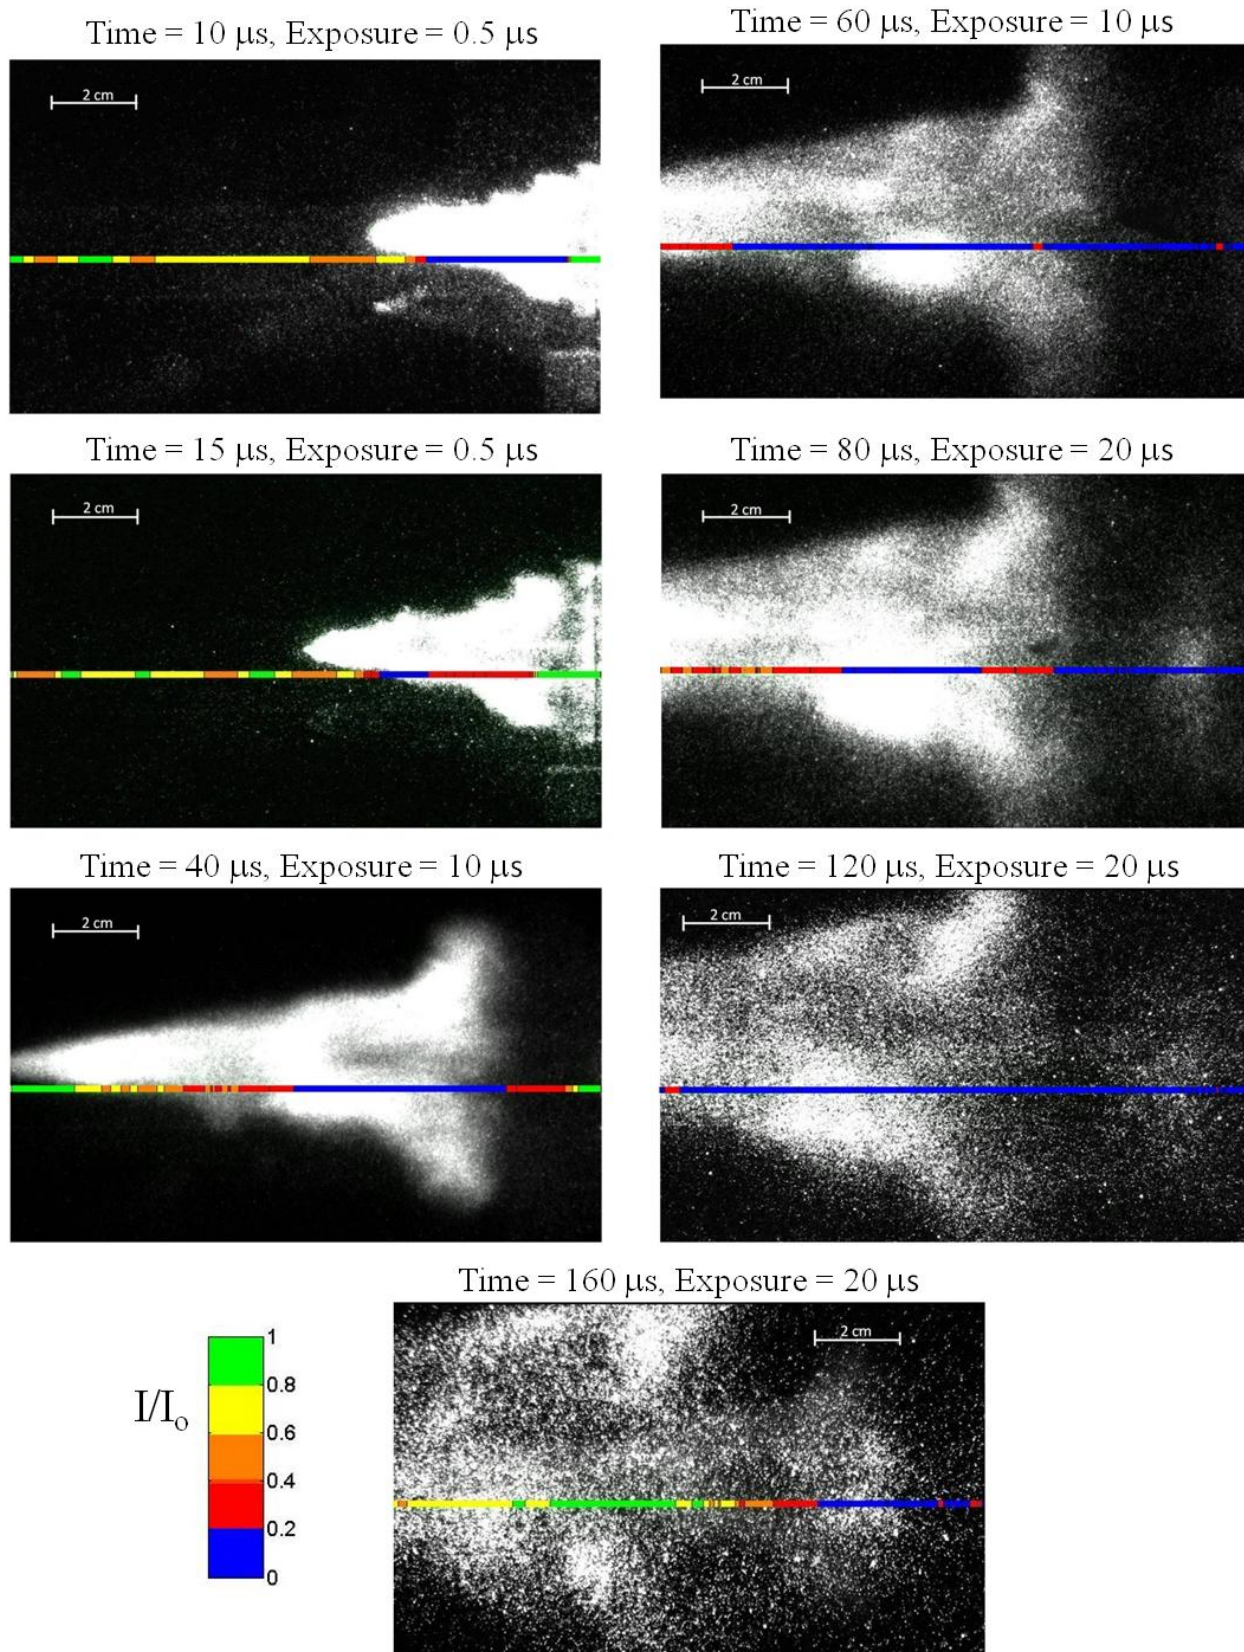 Time = 10 μs, Exposure = 0.5 μs
2 cm
Time = 60 μs, Exposure = 10 μs
2 cm
Time = 15 μs, Exposure = 0.5 μs
2 cm
Time = 80 μs, Exposure = 20 μs
2 cm
Time = 40 μs, Exposure = 10 μs
2 cm
Time = 120 μs, Exposure = 20 μs
2 cm
Time = 160 μs, Exposure = 20 μs
2 cm
I/Io
1
0.8
0.6
0.4
0.2
0